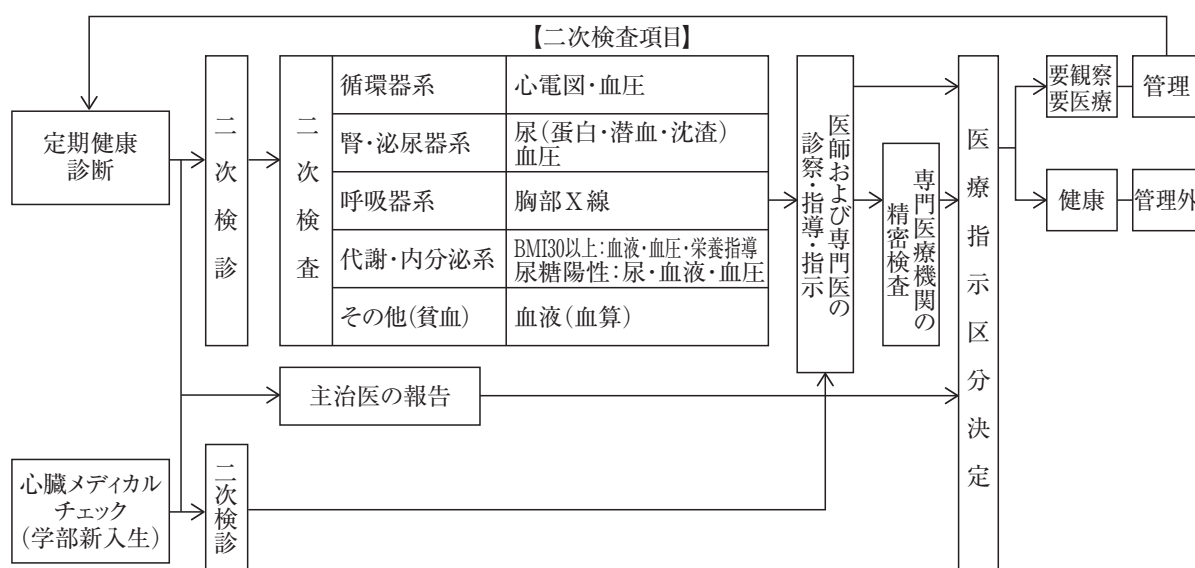 【二次検査項目】
定期健康
診断
二次検診
二次検査
循環器系
心電図・血圧
腎・泌尿器系
尿(蛋白・潜血・沈渣)
血圧
呼吸器系
胸部X線
代謝・内分泌系
BMI30以上:血液・血圧・栄養指導
尿糖陽性:尿・血液・血圧
その他(貧血)
血液(血算)
医師および専門医の
診察・指導・指示
専門医療機関の
精密検査
医療指示区分決定
要観察
要医療
管理
健康
管理外
主治医の報告
心臓メディカル
チェック
(学部新入生)
二次検診